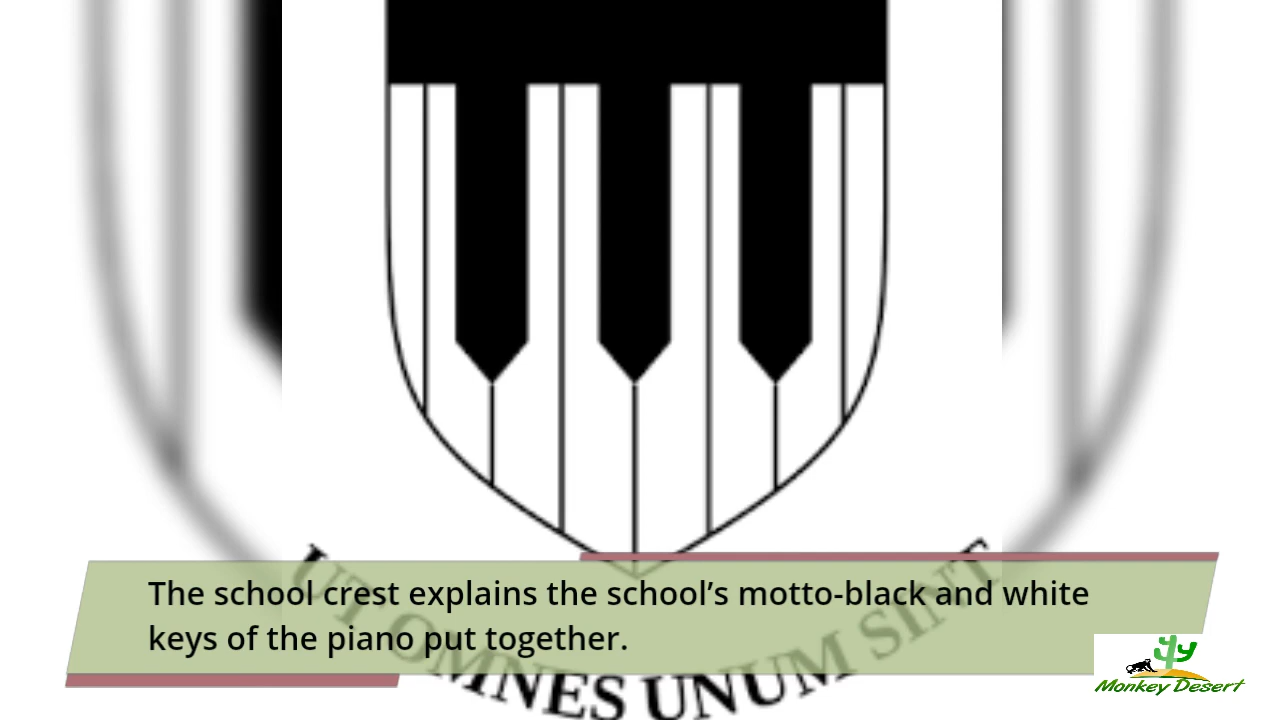 The school crest explains the school’s motto-black and white
keys of the piano put together.
UT OMNES UNUM SINT
Monkey Desert